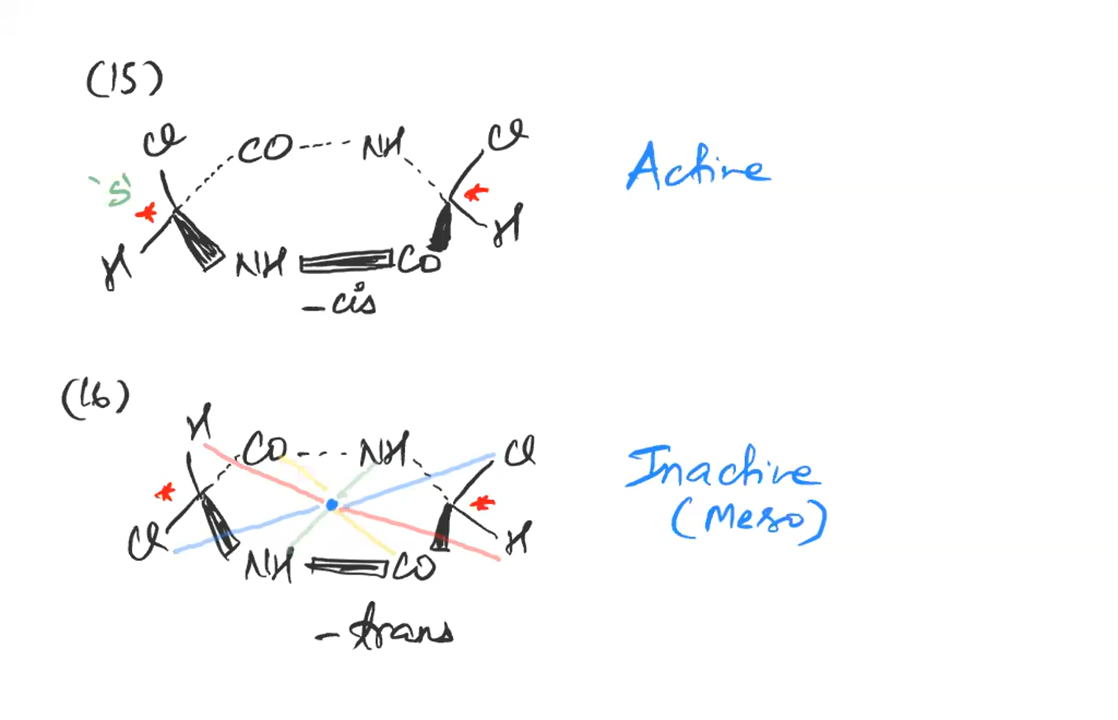 (15)
Cl CO NH Cl
Active
'S'
* *
H NH CO H
- cis
(16)
H CO NH Cl
Inactive
* *
(Meso)
Cl NH CO H
- trans